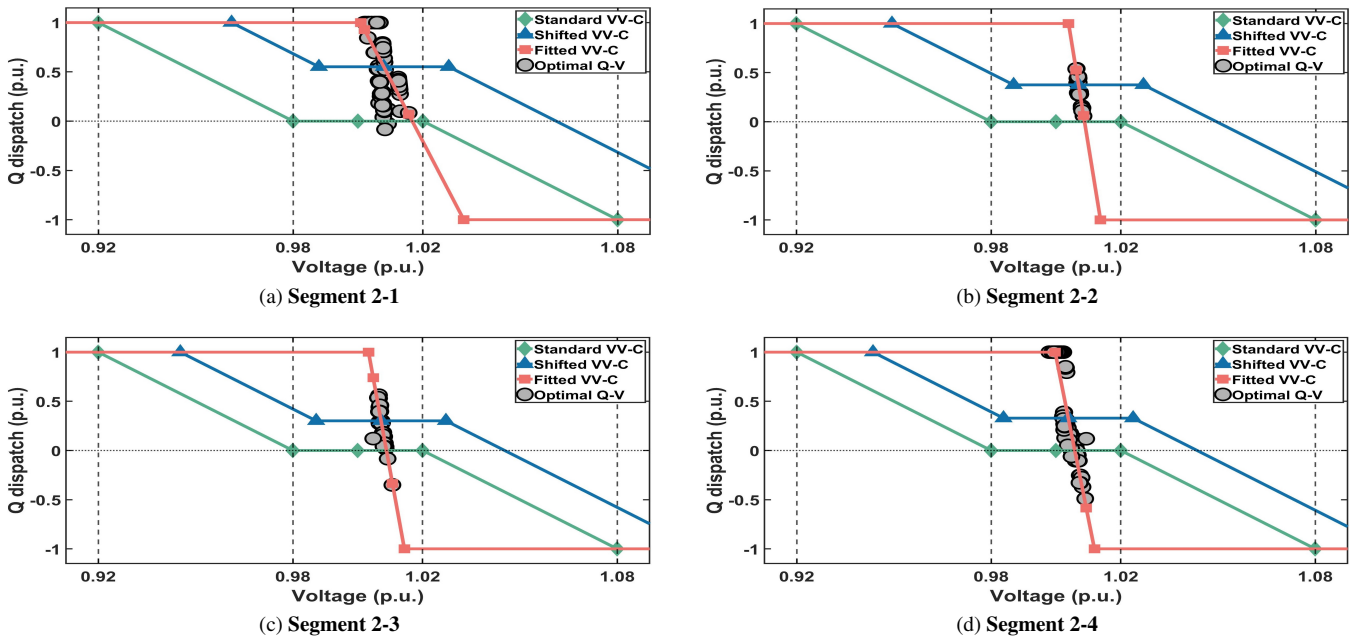 1
0.5
0
-0.5
-1
Q dispatch (p.u.)
Standard VV-C
Shifted VV-C
Fitted VV-C
Optimal Q-V
0.92
0.98
1.02
1.08
Voltage (p.u.)
(a) Segment 2-1
1
0.5
0
-0.5
-1
Q dispatch (p.u.)
Standard VV-C
Shifted VV-C
Fitted VV-C
Optimal Q-V
0.92
0.98
1.02
1.08
Voltage (p.u.)
(b) Segment 2-2
1
0.5
0
-0.5
-1
Q dispatch (p.u.)
Standard VV-C
Shifted VV-C
Fitted VV-C
Optimal Q-V
0.92
0.98
1.02
1.08
Voltage (p.u.)
(c) Segment 2-3
1
0.5
0
-0.5
-1
Q dispatch (p.u.)
Standard VV-C
Shifted VV-C
Fitted VV-C
Optimal Q-V
0.92
0.98
1.02
1.08
Voltage (p.u.)
(d) Segment 2-4